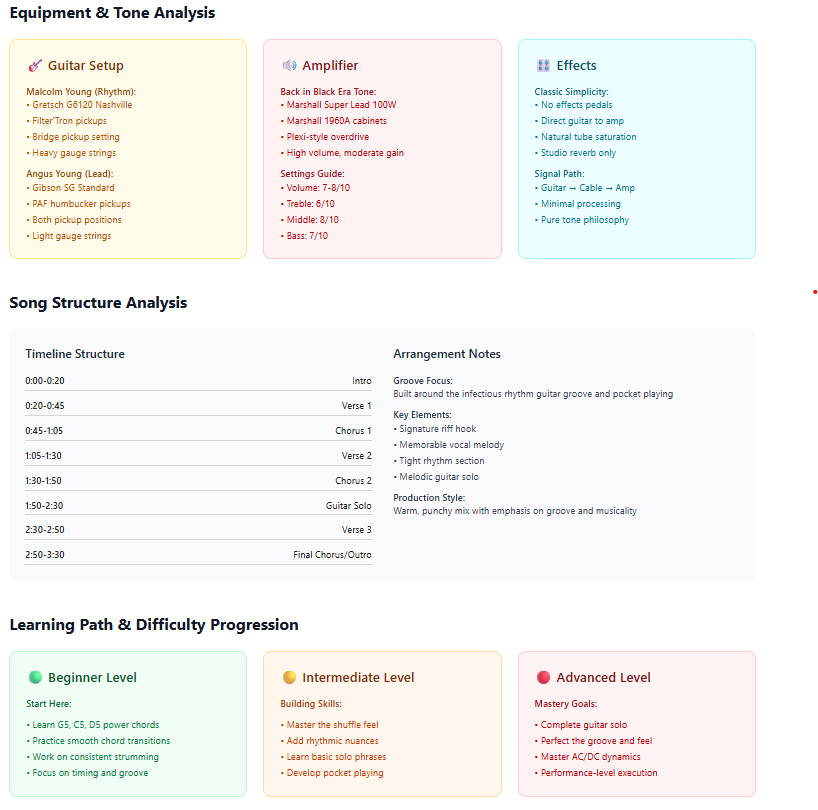 Equipment & Tone Analysis
Guitar Setup
Malcolm Young (Rhythm):
• Gretsch G6120 Nashville
• Filter'Tron pickups
• Bridge pickup setting
• Heavy gauge strings
Angus Young (Lead):
• Gibson SG Standard
• PAF humbucker pickups
• Both pickup positions
• Light gauge strings
Amplifier
Back in Black Era Tone:
• Marshall Super Lead 100W
• Marshall 1960A cabinets
• Plexi-style overdrive
• High volume, moderate gain
Settings Guide:
• Volume: 7-8/10
• Treble: 6/10
• Middle: 8/10
• Bass: 7/10
Effects
Classic Simplicity:
• No effects pedals
• Direct guitar to amp
• Natural tube saturation
• Studio reverb only
Signal Path:
• Guitar → Cable → Amp
• Minimal processing
• Pure tone philosophy
Song Structure Analysis
Timeline Structure
0:00-0:20 Intro
0:20-0:45 Verse 1
0:45-1:05 Chorus 1
1:05-1:30 Verse 2
1:30-1:50 Chorus 2
1:50-2:30 Guitar Solo
2:30-2:50 Verse 3
2:50-3:30 Final Chorus/Outro
Arrangement Notes
Groove Focus:
Built around the infectious rhythm guitar groove and pocket playing
Key Elements:
• Signature riff hook
• Memorable vocal melody
• Tight rhythm section
• Melodic guitar solo
Production Style:
Warm, punchy mix with emphasis on groove and musicality
Learning Path & Difficulty Progression
Beginner Level
Start Here:
• Learn G5, C5, D5 power chords
• Practice smooth chord transitions
• Work on consistent strumming
• Focus on timing and groove
Intermediate Level
Building Skills:
• Master the shuffle feel
• Add rhythmic nuances
• Learn basic solo phrases
• Develop pocket playing
Advanced Level
Mastery Goals:
• Complete guitar solo
• Perfect the groove and feel
• Master AC/DC dynamics
• Performance-level execution